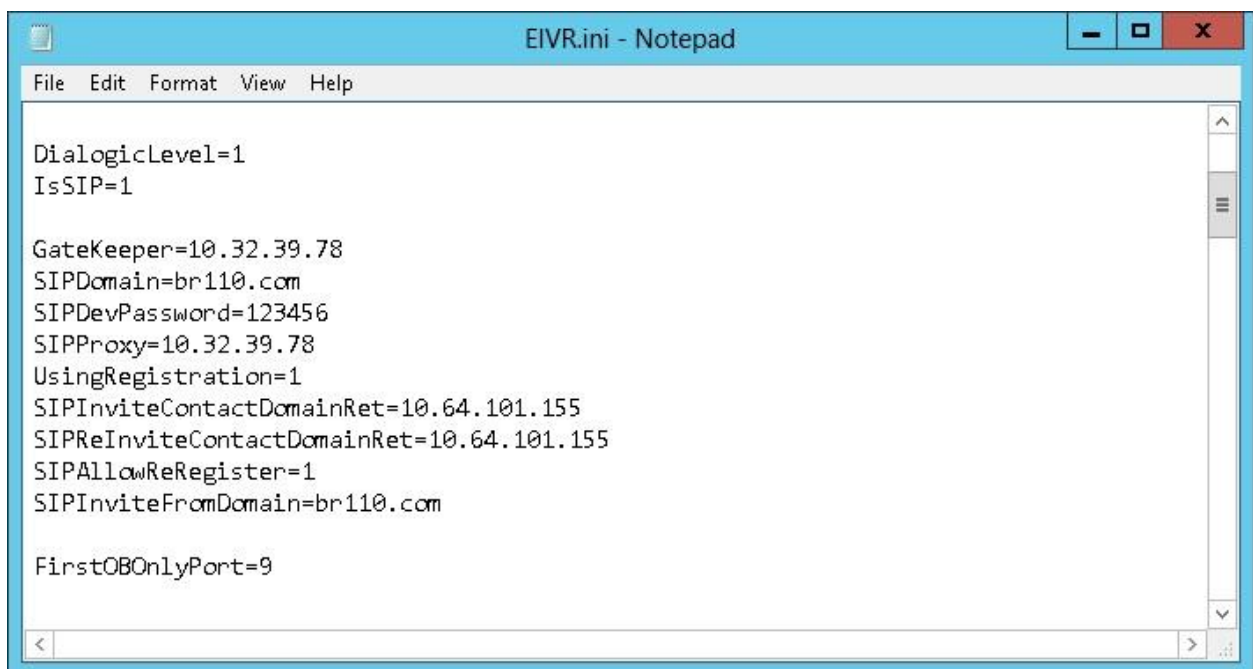 EIVR.ini - Notepad
File Edit Format View Help
DialogicLevel=1
IsSIP=1
GateKeeper=10.32.39.78
SIPDomain=br110.com
SIPDevPassword=123456
SIPProxy=10.32.39.78
UsingRegistration=1
SIPInviteContactDomainRet=10.64.101.155
SIPReInviteContactDomainRet=10.64.101.155
SIPAllowReRegister=1
SIPInviteFromDomain=br110.com
FirstOBOnlyPort=9